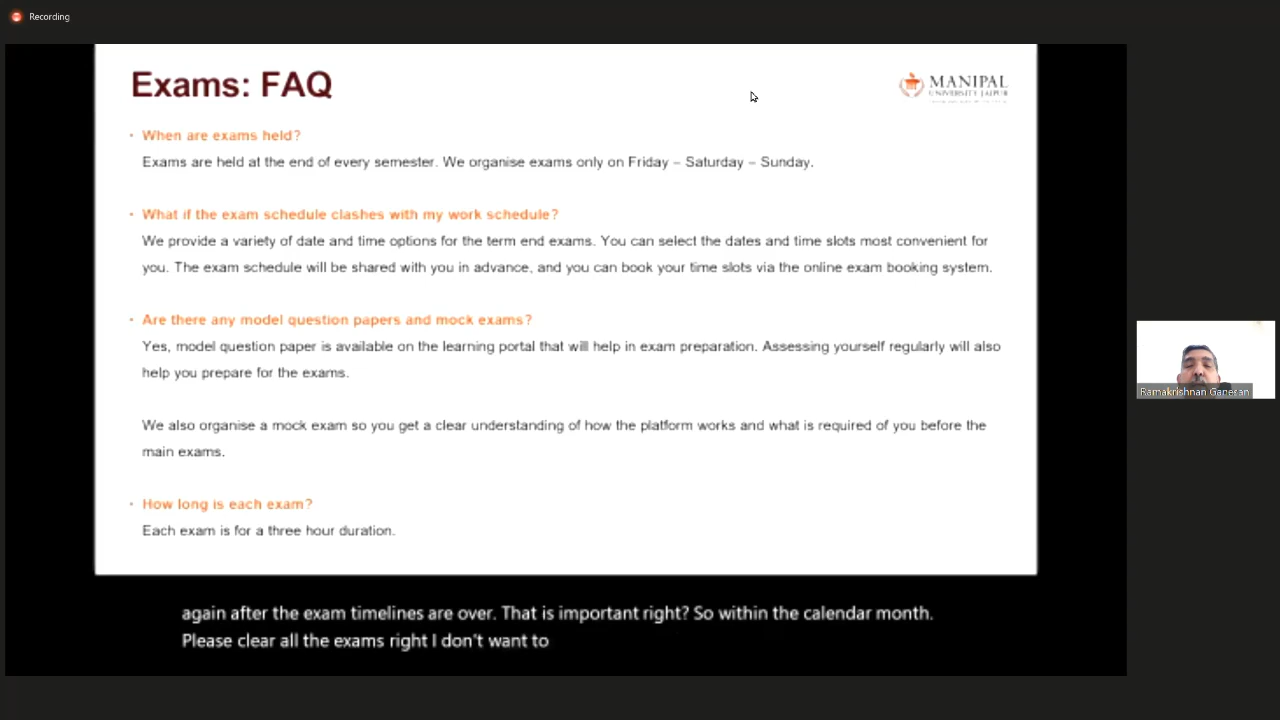 Recording
Exams: FAQ
MANIPAL
UNIVERSITY JAIPUR
• When are exams held?
Exams are held at the end of every semester. We organise exams only on Friday – Saturday – Sunday.
• What if the exam schedule clashes with my work schedule?
We provide a variety of date and time options for the term end exams. You can select the dates and time slots most convenient for
you. The exam schedule will be shared with you in advance, and you can book your time slots via the online exam booking system.
• Are there any model question papers and mock exams?
Yes, model question paper is available on the learning portal that will help in exam preparation. Assessing yourself regularly will also
help you prepare for the exams.
We also organise a mock exam so you get a clear understanding of how the platform works and what is required of you before the
main exams.
• How long is each exam?
Each exam is for a three hour duration.
Ramakrishnan Ganesan
again after the exam timelines are over. That is important right? So within the calendar month.
Please clear all the exams right I don't want to